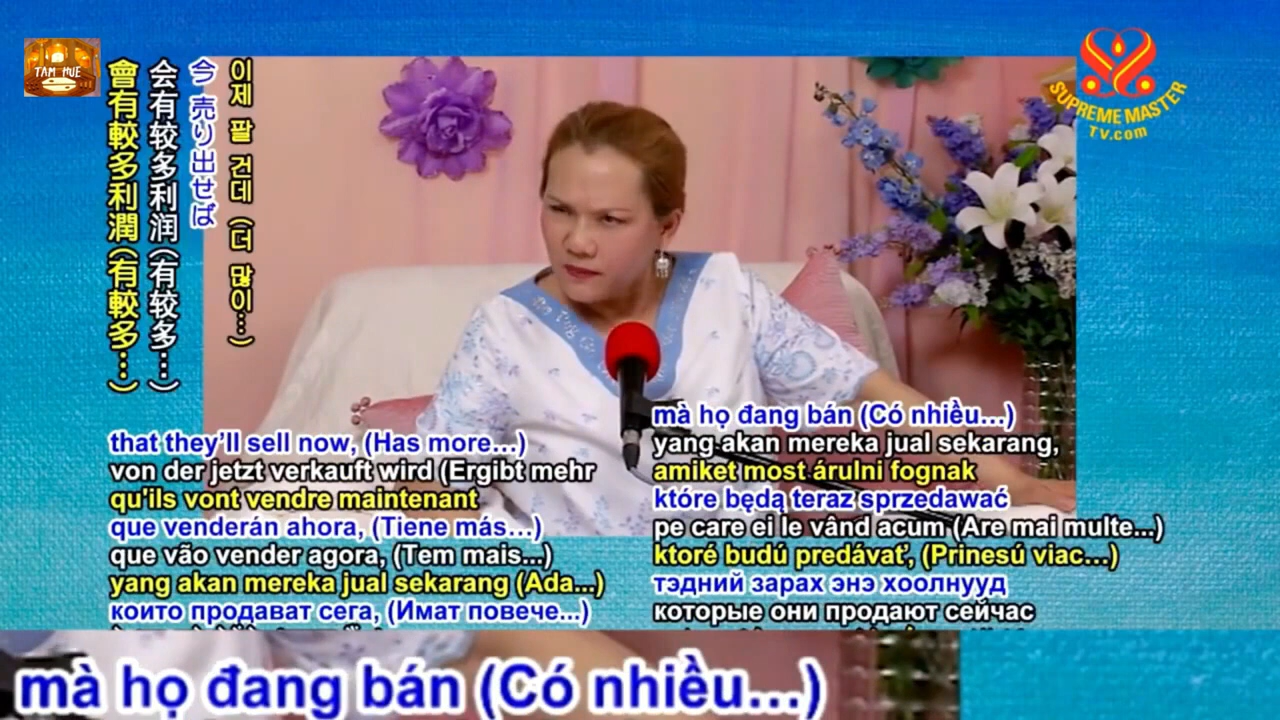 TAM HUE
SUPREME MASTER
TV.com
會有較多利潤(有較多…)
会有较多利润(有较多…)
今 売り出せば
이제 팔 건데 (더 많이…)
that they’ll sell now, (Has more…)
von der jetzt verkauft wird (Ergibt mehr
qu'ils vont vendre maintenant
que venderán ahora, (Tiene más…)
que vão vender agora, (Tem mais...)
yang akan mereka jual sekarang (Ada...)
които продават сега, (Имат повече...)
mà họ đang bán (Có nhiều…)
yang akan mereka jual sekarang,
amiket most árulni fognak
które będą teraz sprzedawać
pe care ei le vând acum (Are mai multe...)
ktoré budú predávať, (Prinesú viac…)
тэдний зарах энэ хоолнууд
которые они продают сейчас
mà họ đang bán (Có nhiều…)